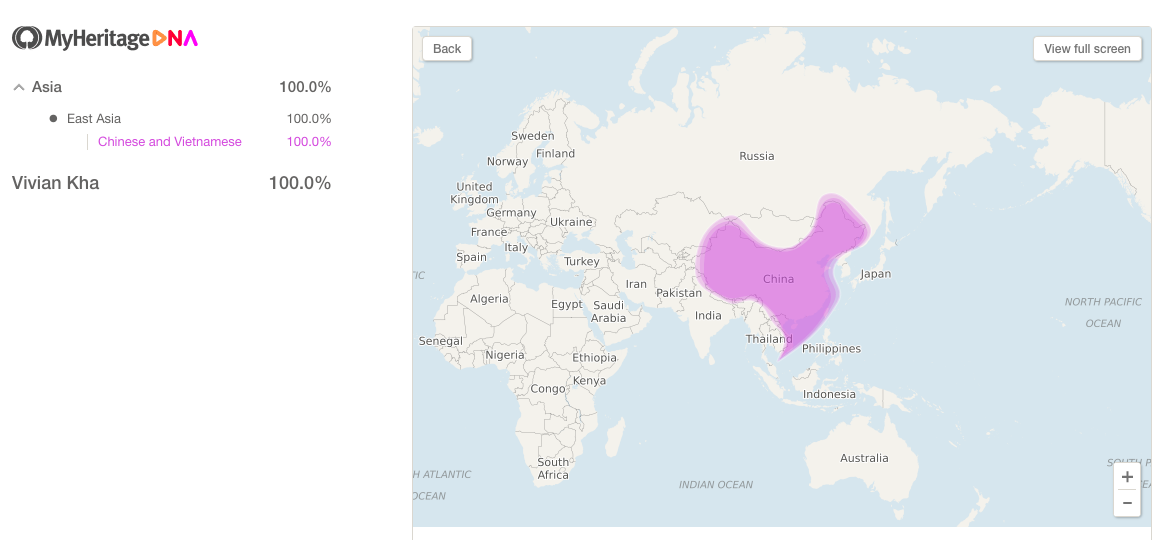 MyHeritage DNA
Asia 100.0%
East Asia 100.0%
Chinese and Vietnamese 100.0%
Vivian Kha 100.0%
Back
View full screen
Sweden
Finland
Norway
Russia
United
Kingdom
Germany
Ukraine
France
Italy
Spain
Turkey
Japan
China
Iran
Pakistan
TIC
Algeria
Egypt
Saudi
Arabia
India
NORTH PACIFIC
OCEAN
Senegal
Nigeria
Ethiopia
Thailand
Philippines
Kenya
Congo
Indonesia
Australia
South
Africa
H ATLANTIC
OCEAN
INDIAN OCEAN
SOUTH P
EA
+
−